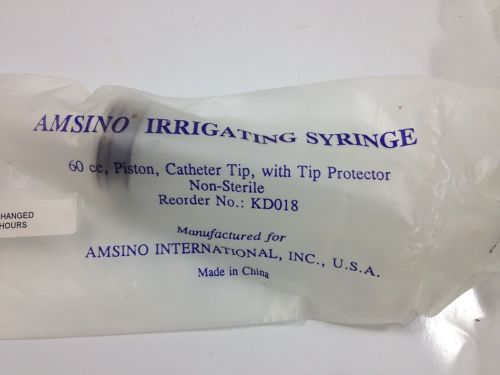 AMSINO IRRIGATING SYRINGE
60 cc, Piston, Catheter Tip, with Tip Protector
Non-Sterile
Reorder No.: KD018
CHANGED
HOURS
Manufactured for
AMSINO INTERNATIONAL, INC., U.S.A.
Made in China